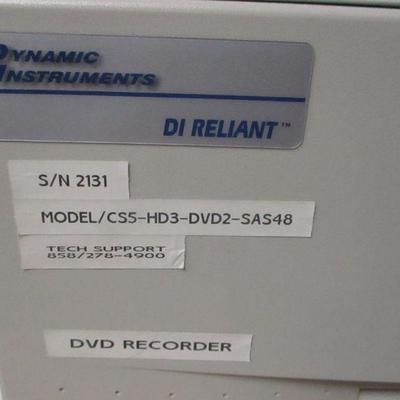 DYNAMIC
INSTRUMENTS
DI RELIANT™
S/N 2131
MODEL/CS5-HD3-DVD2-SAS48
TECH SUPPORT
858/278-4900
DVD RECORDER